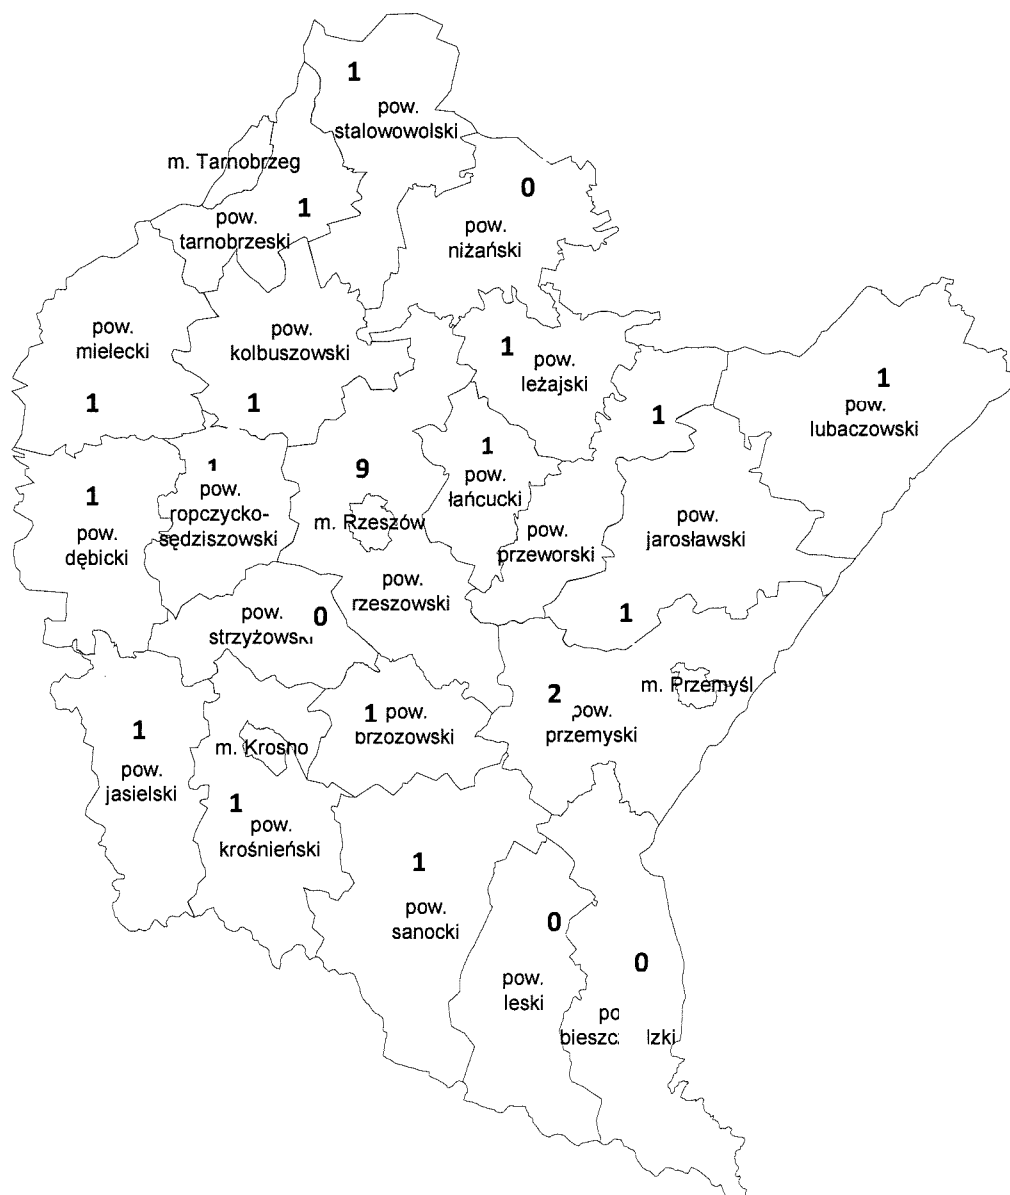 1
pow.
stalowowolski
m. Tarnobrzeg
1
pow.
tarnobrzeski
0
pow.
niżański
pow.
mielecki
1
pow.
kolbuszowski
1
1
pow.
leżajski
1
1
pow.
lubaczowski
1
pow.
dębicki
1
pow.
ropczycko-
sędziszowski
9
m. Rzeszów
pow.
rzeszowski
1
pow.
łańcucki
pow.
przeworski
pow.
jarosławski
1
pow.
0
2
pow.
przemyski
m. Przemyśl
1
pow.
jasielski
m. Krosno
1
pow.
krośnieński
1 pow.
brzozowski
1
pow.
sanocki
0
pow.
leski
0